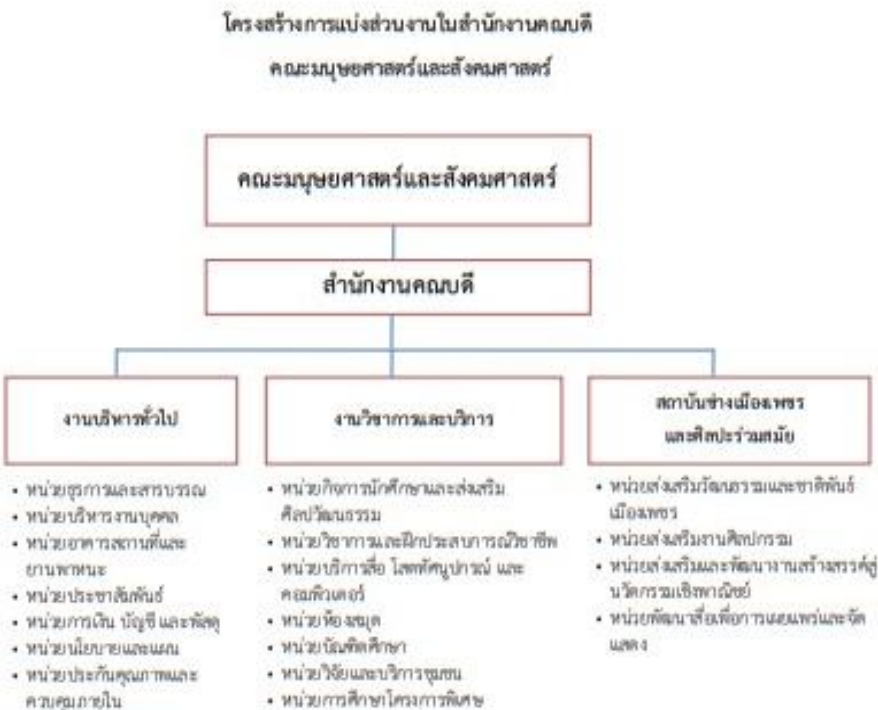 โครงสร้างการแบ่งส่วนงานในสำนักงานคณบดี
คณะมนุษยศาสตร์และสังคมศาสตร์
คณะมนุษยศาสตร์และสังคมศาสตร์
สำนักงานคณบดี
งานบริหารทั่วไป
• หน่วยธุรการและสารบรรณ
• หน่วยบริหารงานบุคคล
• หน่วยอาคารสถานที่และ
ยานพาหนะ
• หน่วยประชาสัมพันธ์
• หน่วยการเงิน บัญชี และพัสดุ
• หน่วยนโยบายและแผน
• หน่วยประกันคุณภาพและ
ควบคุมภายใน
งานวิชาการและบริการ
• หน่วยกิจการนักศึกษาและส่งเสริม
ศิลปวัฒนธรรม
• หน่วยวิชาการและฝึกประสบการณ์วิชาชีพ
• หน่วยบริการสื่อ โสตทัศนูปกรณ์ และ
คอมพิวเตอร์
• หน่วยห้องสมุด
• หน่วยบัณฑิตศึกษา
• หน่วยวิจัยและบริการชุมชน
• หน่วยการศึกษาโครงการพิเศษ
สถาบันช่างเมืองเพชร
และศิลปะร่วมสมัย
• หน่วยส่งเสริมวัฒนธรรมและชาติพันธ์
เมืองเพชร
• หน่วยส่งเสริมงานศิลปกรรม
• หน่วยส่งเสริมและพัฒนางานสร้างสรรค์สู่
นวัตกรรมเชิงพาณิชย์
• หน่วยพัฒนาสื่อเพื่อการเผยแพร่และจัด
แสดง